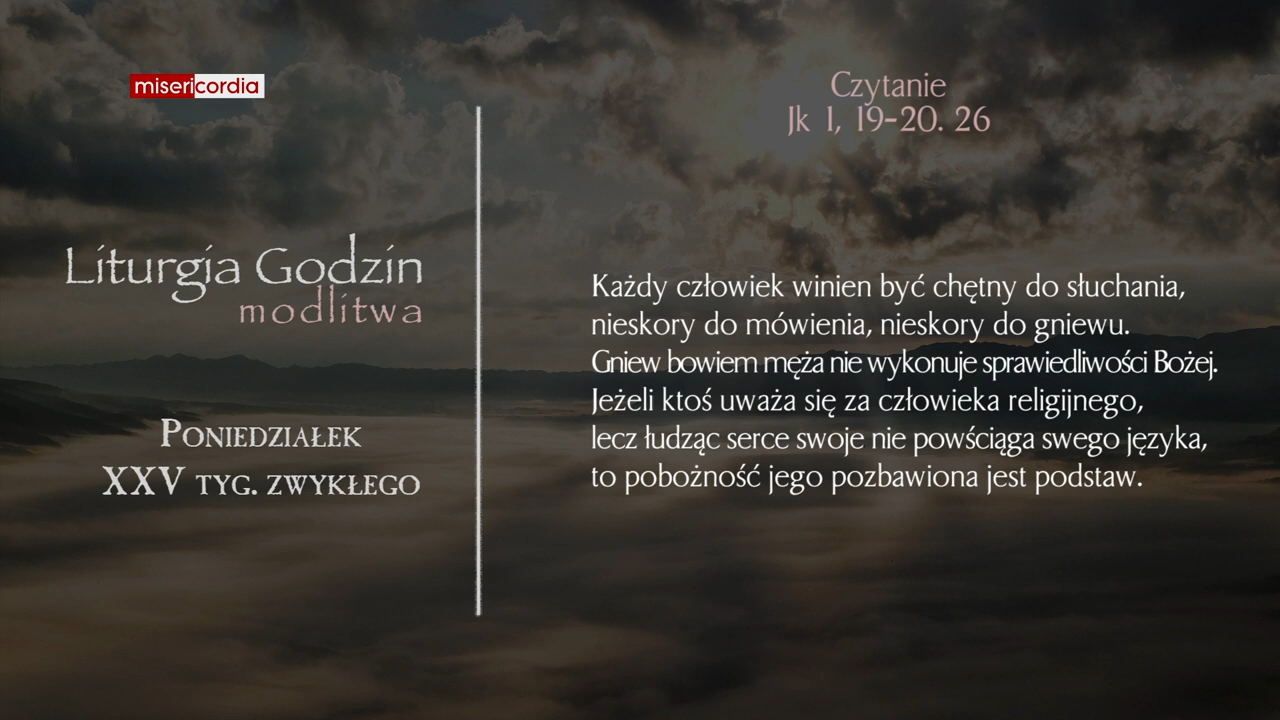 misericordia
Liturgia Godzin
modlitwa
Poniedziałek
XXV tyg. zwykłego
Czytanie
Jk 1, 19-20. 26
Każdy człowiek winien być chętny do słuchania,
nieskory do mówienia, nieskory do gniewu.
Gniew bowiem męża nie wykonuje sprawiedliwości Bożej.
Jeżeli ktoś uważa się za człowieka religijnego,
lecz łudząc serce swoje nie powściąga swego języka,
to pobożność jego pozbawiona jest podstaw.